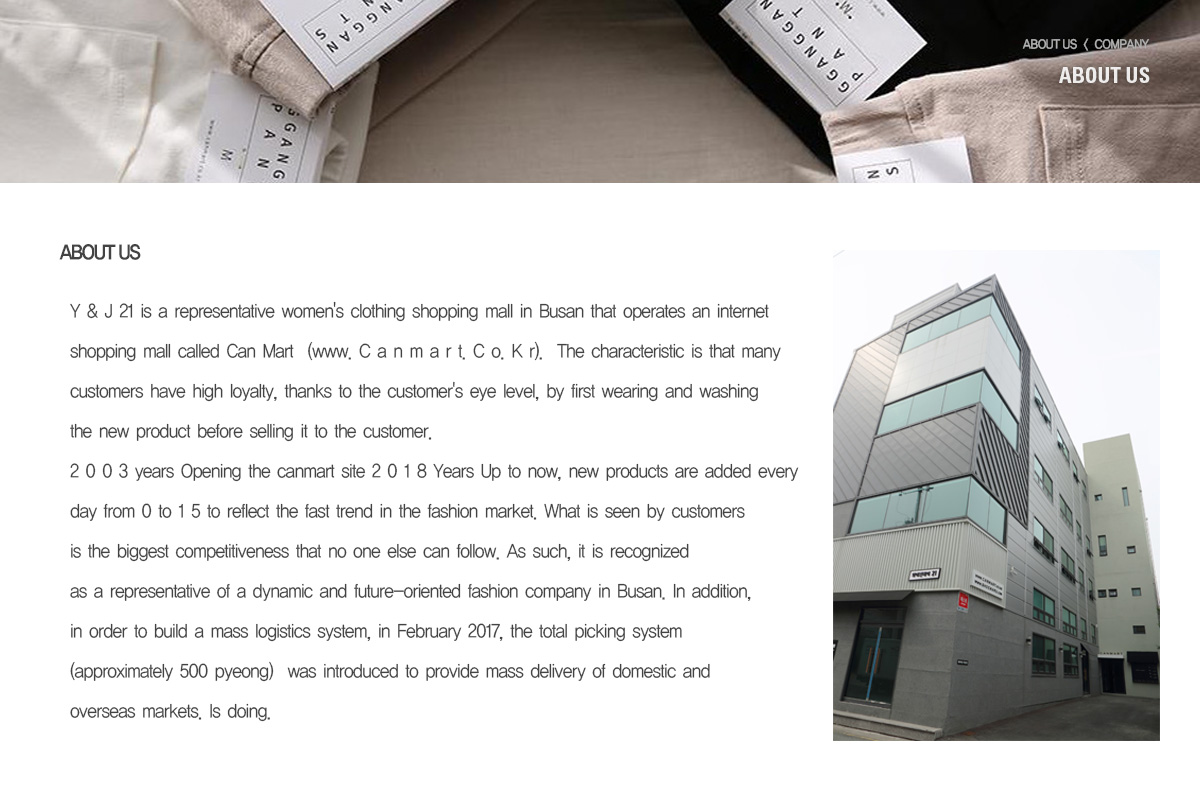 GGANGGAN
P A N T S
GGANGGAN
P A N T
"M"
GGANG
P A N
M
S
N
ABOUT US 〈 COMPANY
ABOUT US
ABOUT US
Y & J 21 is a representative women's clothing shopping mall in Busan that operates an internet
shopping mall called Can Mart (www. C a n m a r t. C o. K r). The characteristic is that many
customers have high loyalty, thanks to the customer's eye level, by first wearing and washing
the new product before selling it to the customer.
2 0 0 3 years Opening the canmart site 2 0 1 8 Years Up to now, new products are added every
day from 0 to 1 5 to reflect the fast trend in the fashion market. What is seen by customers
is the biggest competitiveness that no one else can follow. As such, it is recognized
as a representative of a dynamic and future-oriented fashion company in Busan. In addition,
in order to build a mass logistics system, in February 2017, the total picking system
(approximately 500 pyeong) was introduced to provide mass delivery of domestic and
overseas markets. Is doing.